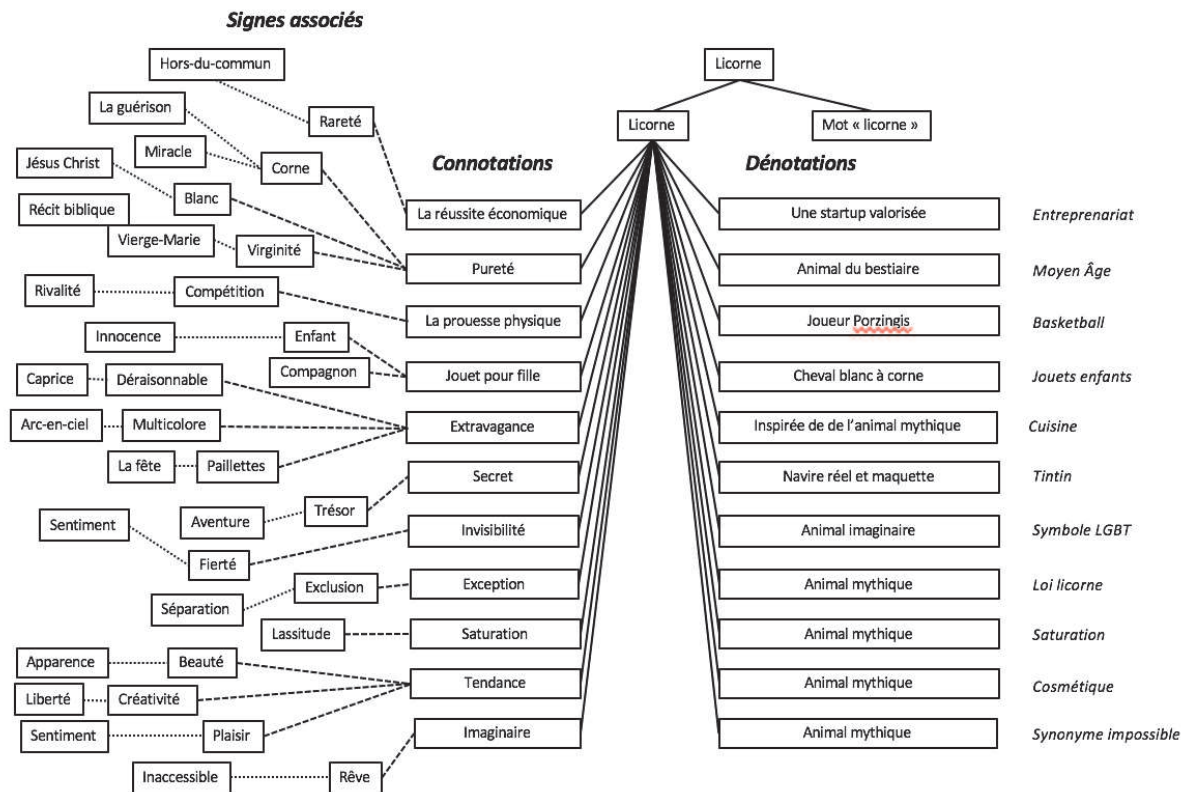 Signes associés
Hors-du-commun
Licorne
La guérison
Rareté
Licorne
Mot « licorne »
Miracle
Jésus Christ
Corne
Connotations
Dénotations
Blanc
Récit biblique
La réussite économique
Une startup valorisée
Entreprenariat
Vierge-Marie
Virginité
Pureté
Animal du bestiaire
Moyen Âge
Rivalité
Compétition
La prouesse physique
Joueur Porzingis
Basketball
Innocence
Enfant
Compagnon
Jouet pour fille
Cheval blanc à corne
Jouets enfants
Caprice
Déraisonnable
Arc-en-ciel
Multicolore
Extravagance
Inspirée de de l'animal mythique
Cuisine
La fête
Paillettes
Secret
Navire réel et maquette
Tintin
Aventure
Trésor
Sentiment
Invisibilité
Animal imaginaire
Symbole LGBT
Fierté
Exclusion
Exception
Animal mythique
Loi licorne
Séparation
Lassitude
Saturation
Animal mythique
Saturation
Apparence
Beauté
Tendance
Animal mythique
Cosmétique
Liberté
Créativité
Sentiment
Plaisir
Imaginaire
Animal mythique
Synonyme impossible
Inaccessible
Rêve